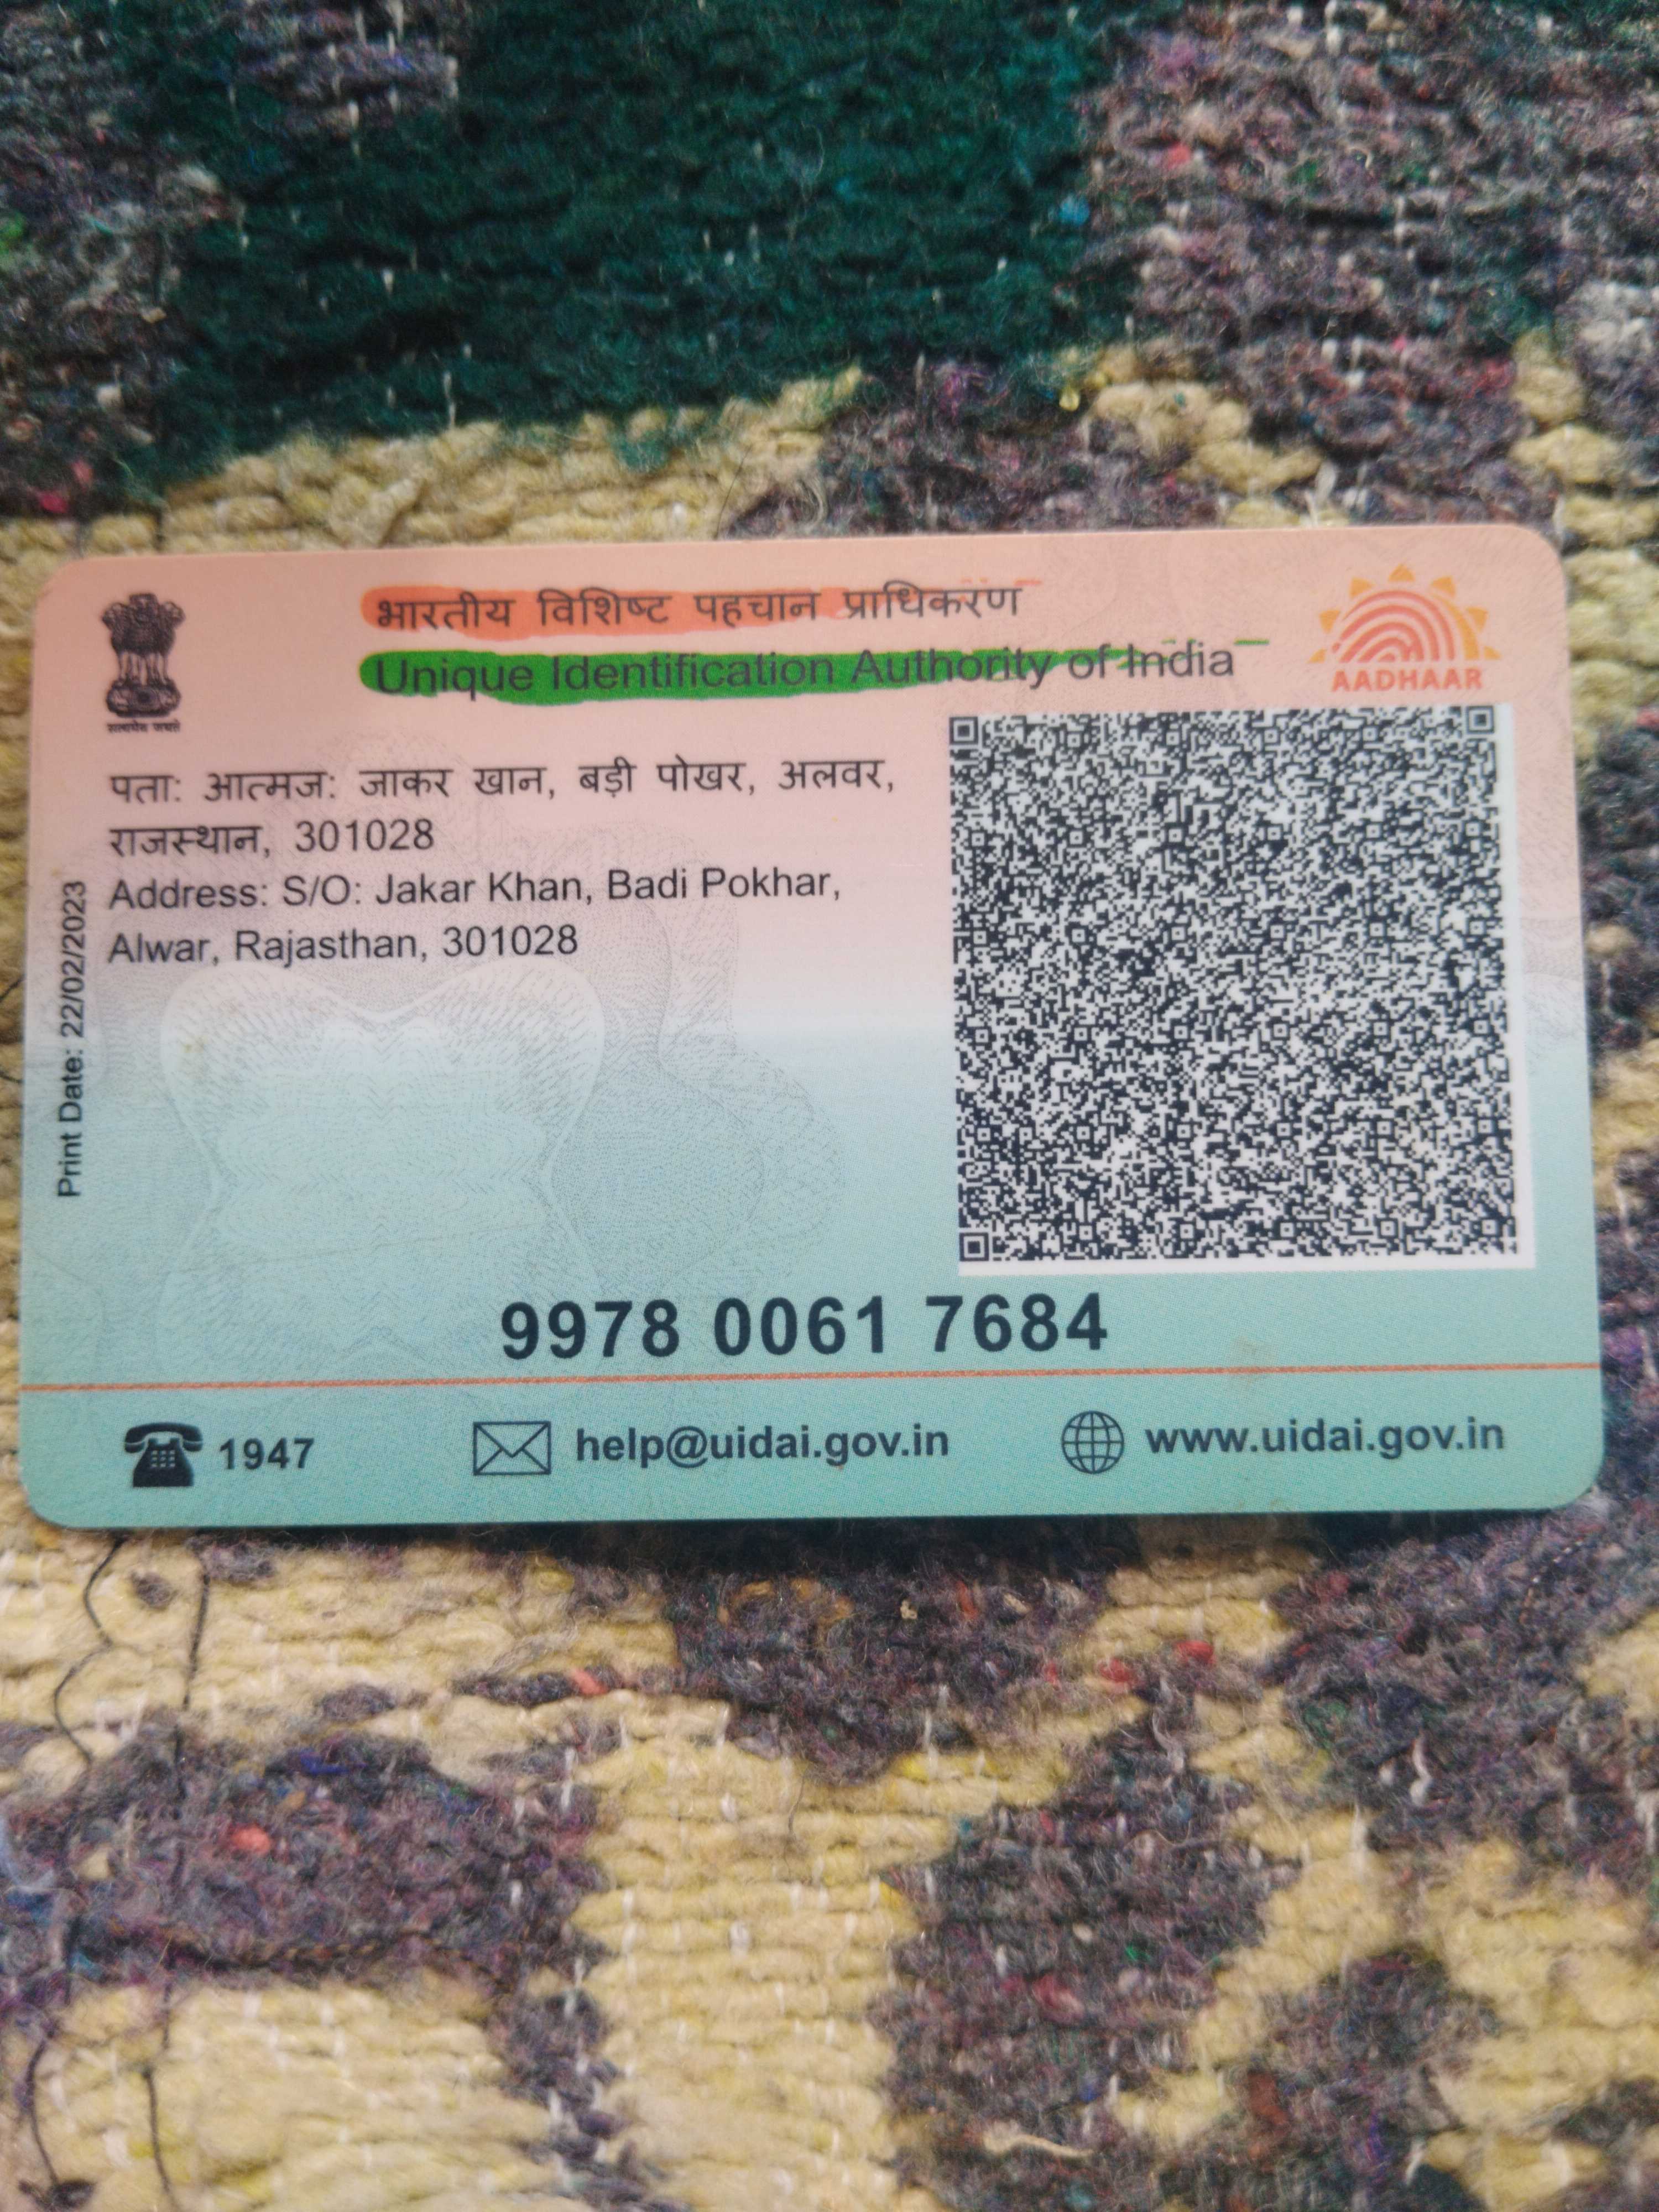 भारतीय विशिष्ट पहचान प्राधिकरण
Unique Identification Authority of India
AADHAAR
सत्यमेव जयते
पता: आत्मज: जाकर खान, बड़ी पोखर, अलवर,
राजस्थान, 301028
Address: S/O: Jakar Khan, Badi Pokhar,
Alwar, Rajasthan, 301028
Print Date: 22/02/2023
9978 0061 7684
1947
help@uidai.gov.in
www.uidai.gov.in